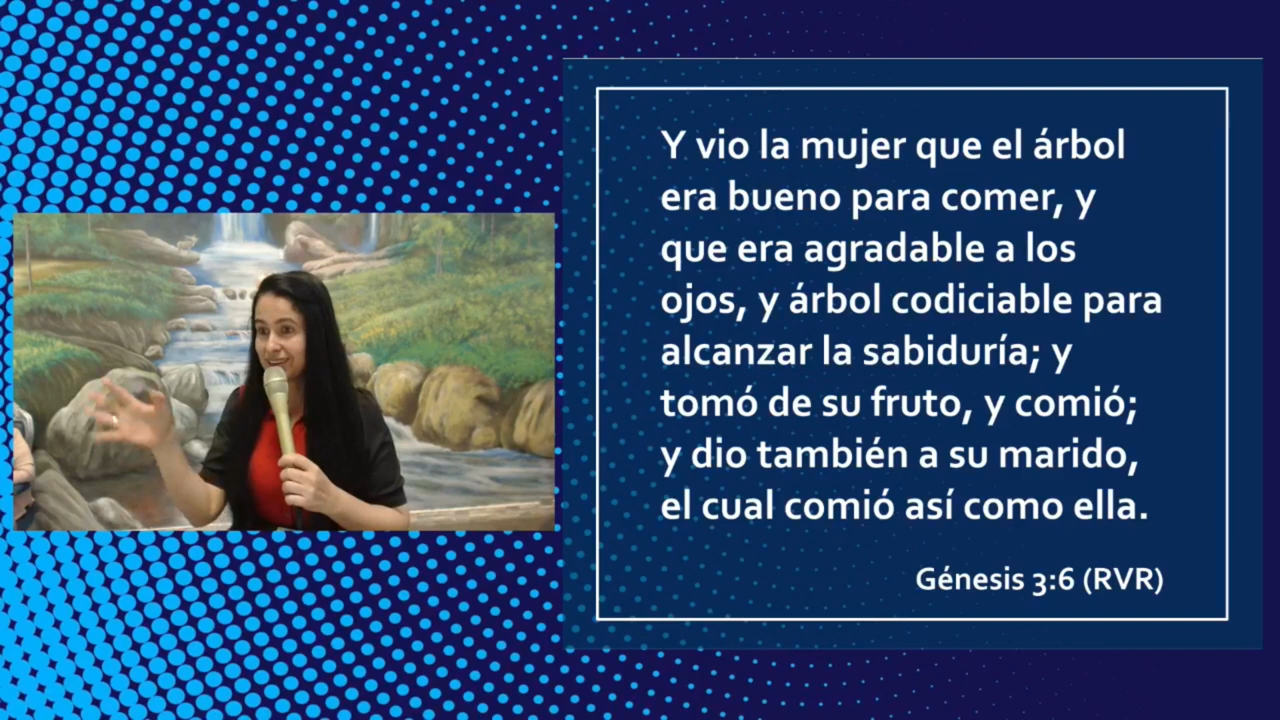 Y vio la mujer que el árbol
era bueno para comer, y
que era agradable a los
ojos, y árbol codiciable para
alcanzar la sabiduría; y
tomó de su fruto, y comió;
y dio también a su marido,
el cual comió así como ella.
Génesis 3:6 (RVR)